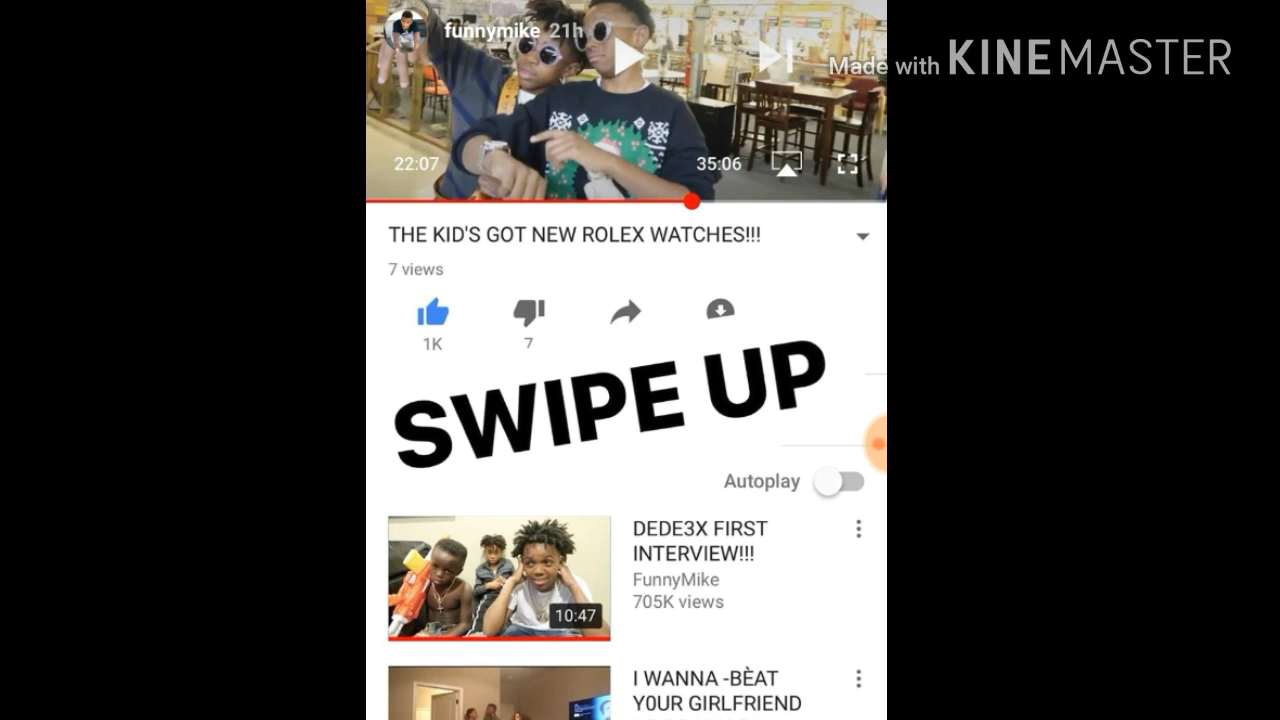 funnymike 21h
Made with KINEMASTER
22:07
35:06
THE KID'S GOT NEW ROLEX WATCHES!!!
7 views
1K
7
SWIPE UP
Autoplay
DEDE3X FIRST
INTERVIEW!!!
FunnyMike
705K views
10:47
I WANNA -BÈAT
Y0UR GIRLFRIEND